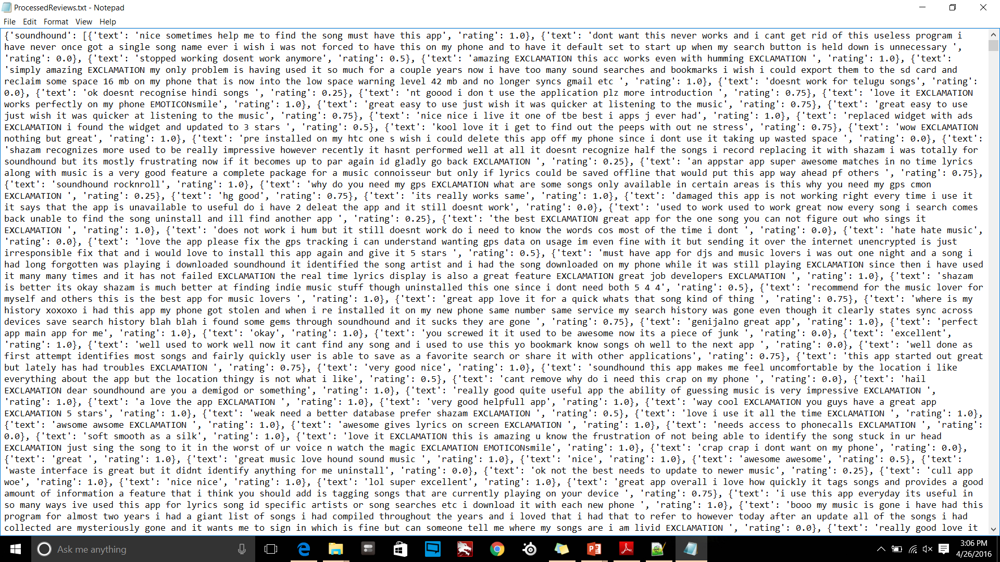 ProcessedReviews.txt - Notepad
File Edit Format View Help
{'soundhound': [{'text': 'nice sometimes help me to find the song must have this app', 'rating': 1.0}, {'text': 'dont want this never works and i cant get rid of this useless program i
have never once got a single song name ever i wish i was not forced to have this on my phone and to have it default set to start up when my search button is held down is unnecessary ',
'rating': 0.0}, {'text': 'stopped working dosent work anymore', 'rating': 0.5}, {'text': 'amazing EXCLAMATION this acc works even with humming EXCLAMATION ', 'rating': 1.0}, {'text':
'simply amazing EXCLAMATION my only problem is having used it so much for a couple years now i have too many sound searches and bookmarks i wish i could export them to the sd card and
reclaim some space 16 mb on my phone that is now into the low space warning level 42 mb and no longer syncs gmail etc ', 'rating': 1.0}, {'text': 'doesnt work for telugu songs', 'rating':
0.0}, {'text': 'ok doesnt recognise hindi songs ', 'rating': 0.25}, {'text': 'nt goood i don t use the application plz more introduction ', 'rating': 0.75}, {'text': 'love it EXCLAMATION
works perfectly on my phone EMOTICONsmile', 'rating': 1.0}, {'text': 'great easy to use just wish it was quicker at listening to the music', 'rating': 0.75}, {'text': 'great easy to use
just wish it was quicker at listening to the music', 'rating': 0.75}, {'text': 'nice nice i live it one of tbe best i apps j ever had', 'rating': 1.0}, {'text': 'replaced widget with ads
EXCLAMATION i found the widget and updated to 3 stars ', 'rating': 0.5}, {'text': 'kool love it i get to find out the peeps with out ne stress', 'rating': 0.75}, {'text': 'wow EXCLAMATION
nothing but great', 'rating': 1.0}, {'text': 'pre installed on my htc one s wish i could delete this app off my phone since i dont use it taking up wasted space ', 'rating': 0.0}, {'text':
'shazam recognizes more used to be really impressive however recently it hasnt performed well at all it doesnt recognize half the songs i record replacing it with shazam i was totally for
soundhound but its mostly frustrating now if it becomes up to par again id gladly go back EXCLAMATION ', 'rating': 0.25}, {'text': 'an appstar app super awesome matches in no time lyrics
along with music is a very good feature a complete package for a music connoisseur but only if lyrics could be saved offline that would put this app way ahead pf others ', 'rating': 0.75},
{'text': 'soundhound rocknroll', 'rating': 1.0}, {'text': 'why do you need my gps EXCLAMATION what are some songs only available in certain areas is this why you need my gps cmon
EXCLAMATION ', 'rating': 0.25}, {'text': 'hg good', 'rating': 0.75}, {'text': 'its really works same', 'rating': 1.0}, {'text': 'damaged this app is not working right every time i use it
it says that the app is unavailable to useful do i have 2 deleat the app and it still doesnt work', 'rating': 0.0}, {'text': 'used to work used to work great now every song i search comes
back unable to find the song uninstall and ill find another app ', 'rating': 0.25}, {'text': 'the best EXCLAMATION great app for the one song you can not figure out who sings it
EXCLAMATION ', 'rating': 1.0}, {'text': 'does not work i hum but it still doesnt work do i need to know the words cos most of the time i dont ', 'rating': 0.0}, {'text': 'hate hate music',
'rating': 0.0}, {'text': 'love the app please fix the gps tracking i can understand wanting gps data on usage im even fine with it but sending it over the internet unencrypted is just
irresponsible fix that and i would love to install this app again and give it 5 stars ', 'rating': 0.5}, {'text': 'must have app for djs and music lovers i was out one night and a song i
had long forgotten was playing i downloaded soundhound it identified the song artist and i had the song downloaded on my phone while it was still playing EXCLAMATION since then i have used
it many many times and it has not failed EXCLAMATION the real time lyrics display is also a great feature EXCLAMATION great job developers EXCLAMATION ', 'rating': 1.0}, {'text': 'shazam
is better its okay shazam is much better at finding indie music stuff though uninstalled this one since i dont need both 5 4 4', 'rating': 0.5}, {'text': 'recommend for the music lover for
myself and others this is the best app for music lovers ', 'rating': 1.0}, {'text': 'great app love it for a quick whats that song kind of thing ', 'rating': 0.75}, {'text': 'where is my
history xoxoxo i had this app my phone got stolen and when i re installed it on my new phone same number same service my search history was gone even though it clearly states sync across
devices save search history blah blah i found some gems through soundhound and it sucks they are gone ', 'rating': 0.75}, {'text': 'genijalno great app', 'rating': 1.0}, {'text': 'perfect
app main app for me', 'rating': 1.0}, {'text': 'okay', 'rating': 1.0}, {'text': 'you screwed it it used to be awesome now its a piece of junk ', 'rating': 0.0}, {'text': 'excellent',
'rating': 1.0}, {'text': 'well used to work well now it cant find any song and i used to use this yo bookmark know songs oh well to the next app ', 'rating': 0.0}, {'text': 'well done as
first attempt identifies most songs and fairly quickly user is able to save as a favorite search or share it with other applications', 'rating': 0.75}, {'text': 'this app started out great
but lately has had troubles EXCLAMATION ', 'rating': 0.75}, {'text': 'very good nice', 'rating': 1.0}, {'text': 'soundhound this app makes me feel uncomfortable by the location i like
everything about the app but the location thingy is not what i like', 'rating': 0.5}, {'text': 'cant remove why do i need this crap on my phone ', 'rating': 0.0}, {'text': 'hail
EXCLAMATION dear soundhound are you a demigod or something', 'rating': 1.0}, {'text': 'really good quite useful app the ability of guessing music is very impressive EXCLAMATION ',
'rating': 1.0}, {'text': 'a love the app EXCLAMATION ', 'rating': 1.0}, {'text': 'very good helpfull app', 'rating': 1.0}, {'text': 'way cool EXCLAMATION you guys have a great app
EXCLAMATION 5 stars', 'rating': 1.0}, {'text': 'weak need a better database prefer shazam EXCLAMATION ', 'rating': 0.5}, {'text': 'love i use it all the time EXCLAMATION ', 'rating': 1.0},
{'text': 'awsome awsome EXCLAMATION ', 'rating': 1.0}, {'text': 'awesome gives lyrics on screen EXCLAMATION ', 'rating': 1.0}, {'text': 'needs access to phonecalls EXCLAMATION ', 'rating':
0.0}, {'text': 'soft smooth as a silk', 'rating': 1.0}, {'text': 'love it EXCLAMATION this is amazing u know the frustration of not being able to identify the song stuck in ur head
EXCLAMATION just sing the song to it in the worst of ur voice n watch the magic EXCLAMATION EMOTICONsmile', 'rating': 1.0}, {'text': 'crap crap i dont want on my phone', 'rating': 0.0},
{'text': 'great ', 'rating': 1.0}, {'text': 'great music love hound sound music ', 'rating': 1.0}, {'text': 'nice', 'rating': 1.0}, {'text': 'awesome awesome', 'rating': 0.5}, {'text':
'waste interface is great but it didnt identify anything for me uninstall', 'rating': 0.0}, {'text': 'ok not the best needs to update to newer music', 'rating': 0.25}, {'text': 'cull app
woe', 'rating': 1.0}, {'text': 'nice nice', 'rating': 1.0}, {'text': 'lol super excellent', 'rating': 1.0}, {'text': 'great app overall i love how quickly it tags songs and provides a good
amount of information a feature that i think you should add is tagging songs that are currently playing on your device ', 'rating': 0.75}, {'text': 'i use this app everyday its useful in
so many ways ive used this app for lyrics song id specific artists or song searches etc i download it with each new phone ', 'rating': 1.0}, {'text': 'booo my music is gone i have had this
program for almost two years i had a giant list of songs i had compiled throughout the years and i loved that i had that to refer to however today after an update all of the songs i had
collected are mysteriously gone and it wants me to sign in which is fine but can someone tell me where my songs are i am livid EXCLAMATION ', 'rating': 0.0}, {'text': 'really good love it
Ask me anything
3:06 PM
4/26/2016